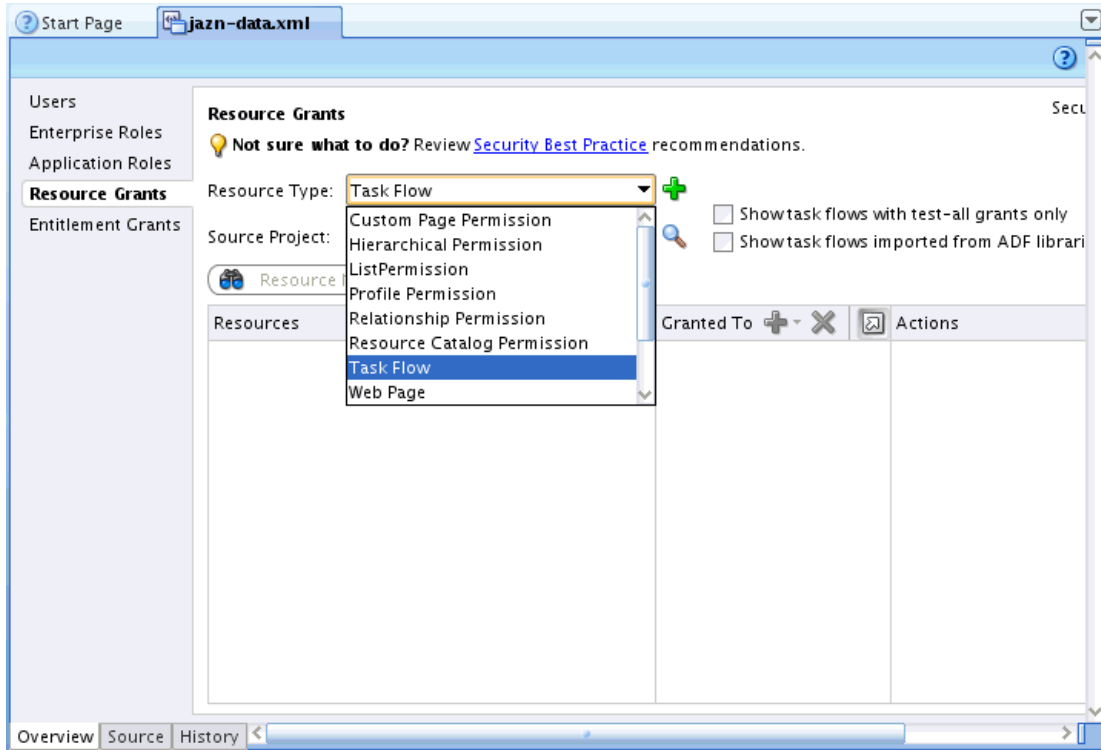 Start Page
jazn-data.xml
Users
Enterprise Roles
Application Roles
Resource Grants
Entitlement Grants
Resource Grants
Not sure what to do? Review Security Best Practice recommendations.
Resource Type: Task Flow
Custom Page Permission
Hierarchical Permission
ListPermission
Profile Permission
Relationship Permission
Resource Catalog Permission
Task Flow
Web Page
Source Project:
Show task flows with test-all grants only
Show task flows imported from ADF librari
Resource
Resources
Granted To
Actions
Overview
Source
History